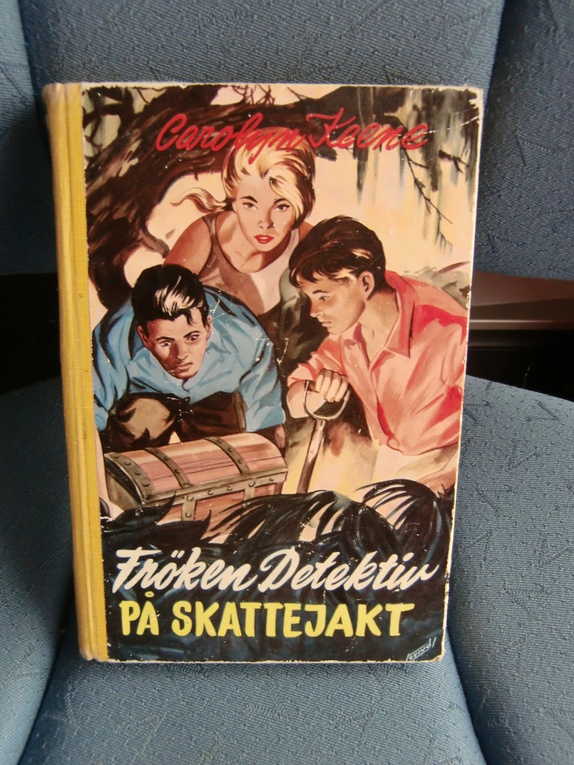 Carolyn Keene
Fröken Detektiv
PÅ SKATTEJAKT